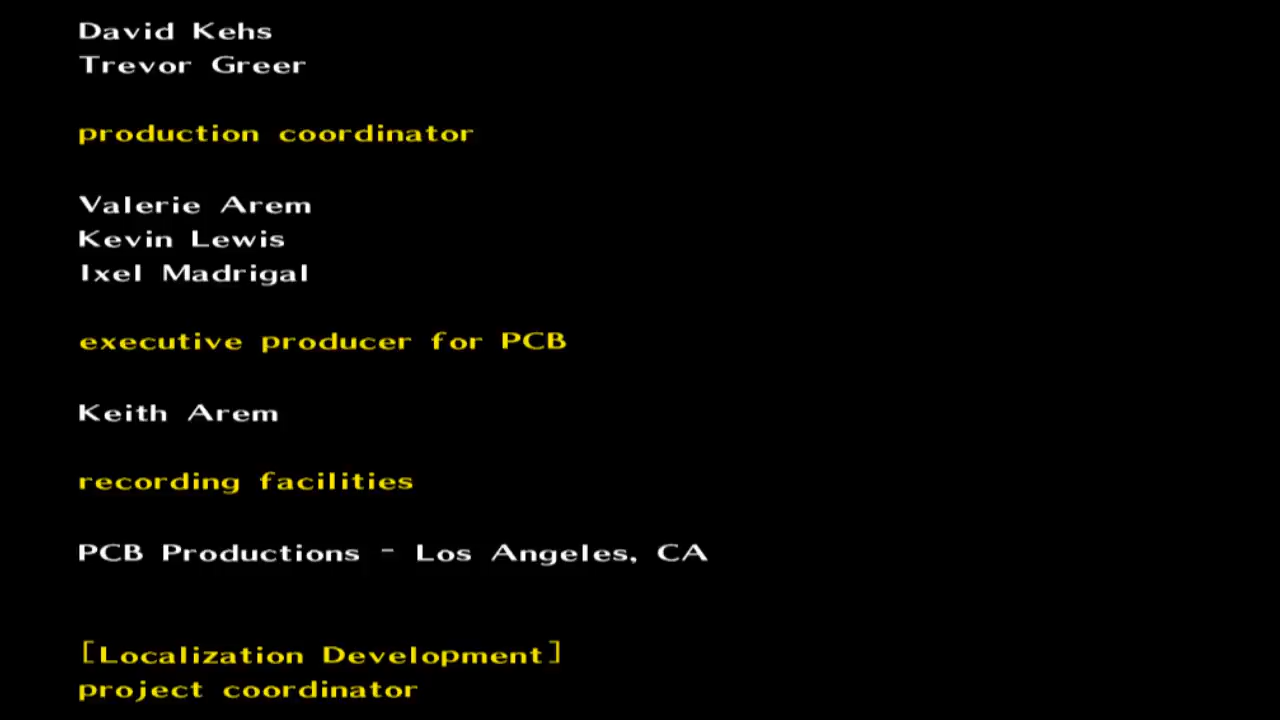 David Kehs
Trevor Greer
production coordinator
Valerie Arem
Kevin Lewis
Ixel Madrigal
executive producer for PCB
Keith Arem
recording facilities
PCB Productions - Los Angeles, CA
[Localization Development]
project coordinator